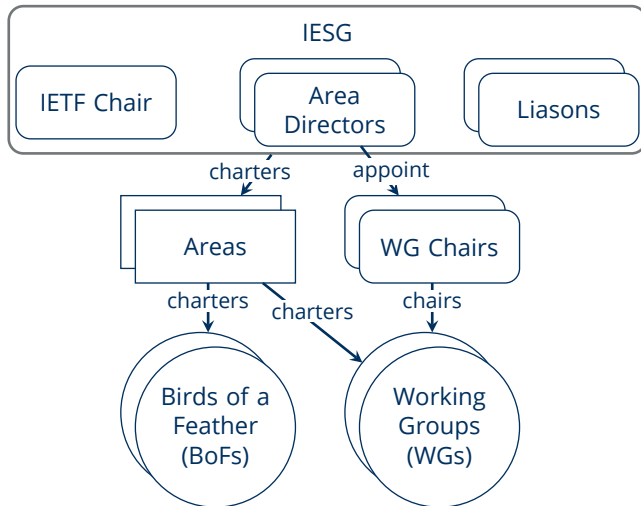 IESG
IETF Chair
Area
Directors
Liasons
charters
appoint
Areas
WG Chairs
charters
charters
chairs
Birds of a
Feather
(BoFs)
Working
Groups
(WGs)